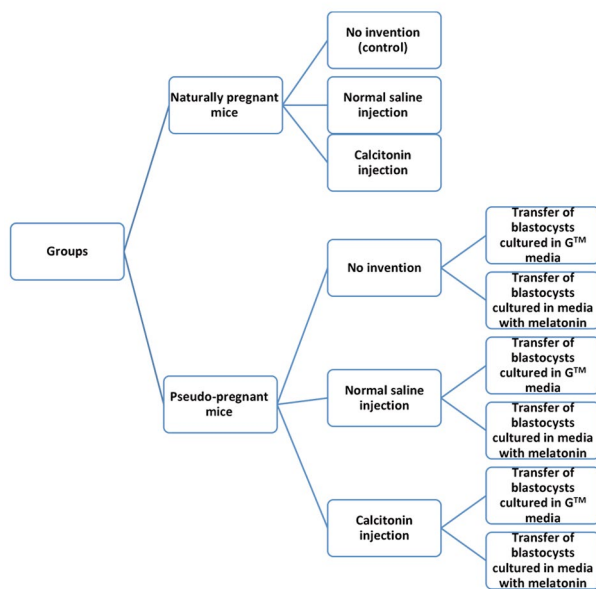 No invention
(control)
Naturally pregnant
mice
Normal saline
injection
Calcitonin
injection
Groups
Transfer of
blastocysts
cultured in G™
media
No invention
Transfer of
blastocysts
cultured in media
with melatonin
Pseudo-pregnant
mice
Normal saline
injection
Transfer of
blastocysts
cultured in G™
media
Transfer of
blastocysts
cultured in media
with melatonin
Calcitonin
injection
Transfer of
blastocysts
cultured in G™
media
Transfer of
blastocysts
cultured in media
with melatonin